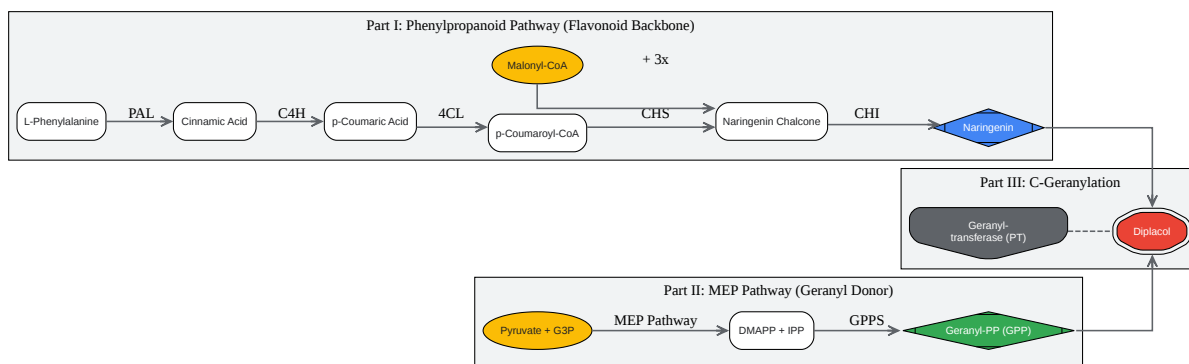 Part I: Phenylpropanoid Pathway (Flavonoid Backbone)
Malonyl-CoA
+ 3x
L-Phenylalanine
PAL
Cinnamic Acid
C4H
p-Coumaric Acid
4CL
p-Coumaroyl-CoA
CHS
Naringenin Chalcone
CHI
Naringenin
Part III: C-Geranylation
Geranyl-
transferase (PT)
Diplacol
Part II: MEP Pathway (Geranyl Donor)
Pyruvate + G3P
MEP Pathway
DMAPP + IPP
GPPS
Geranyl-PP (GPP)